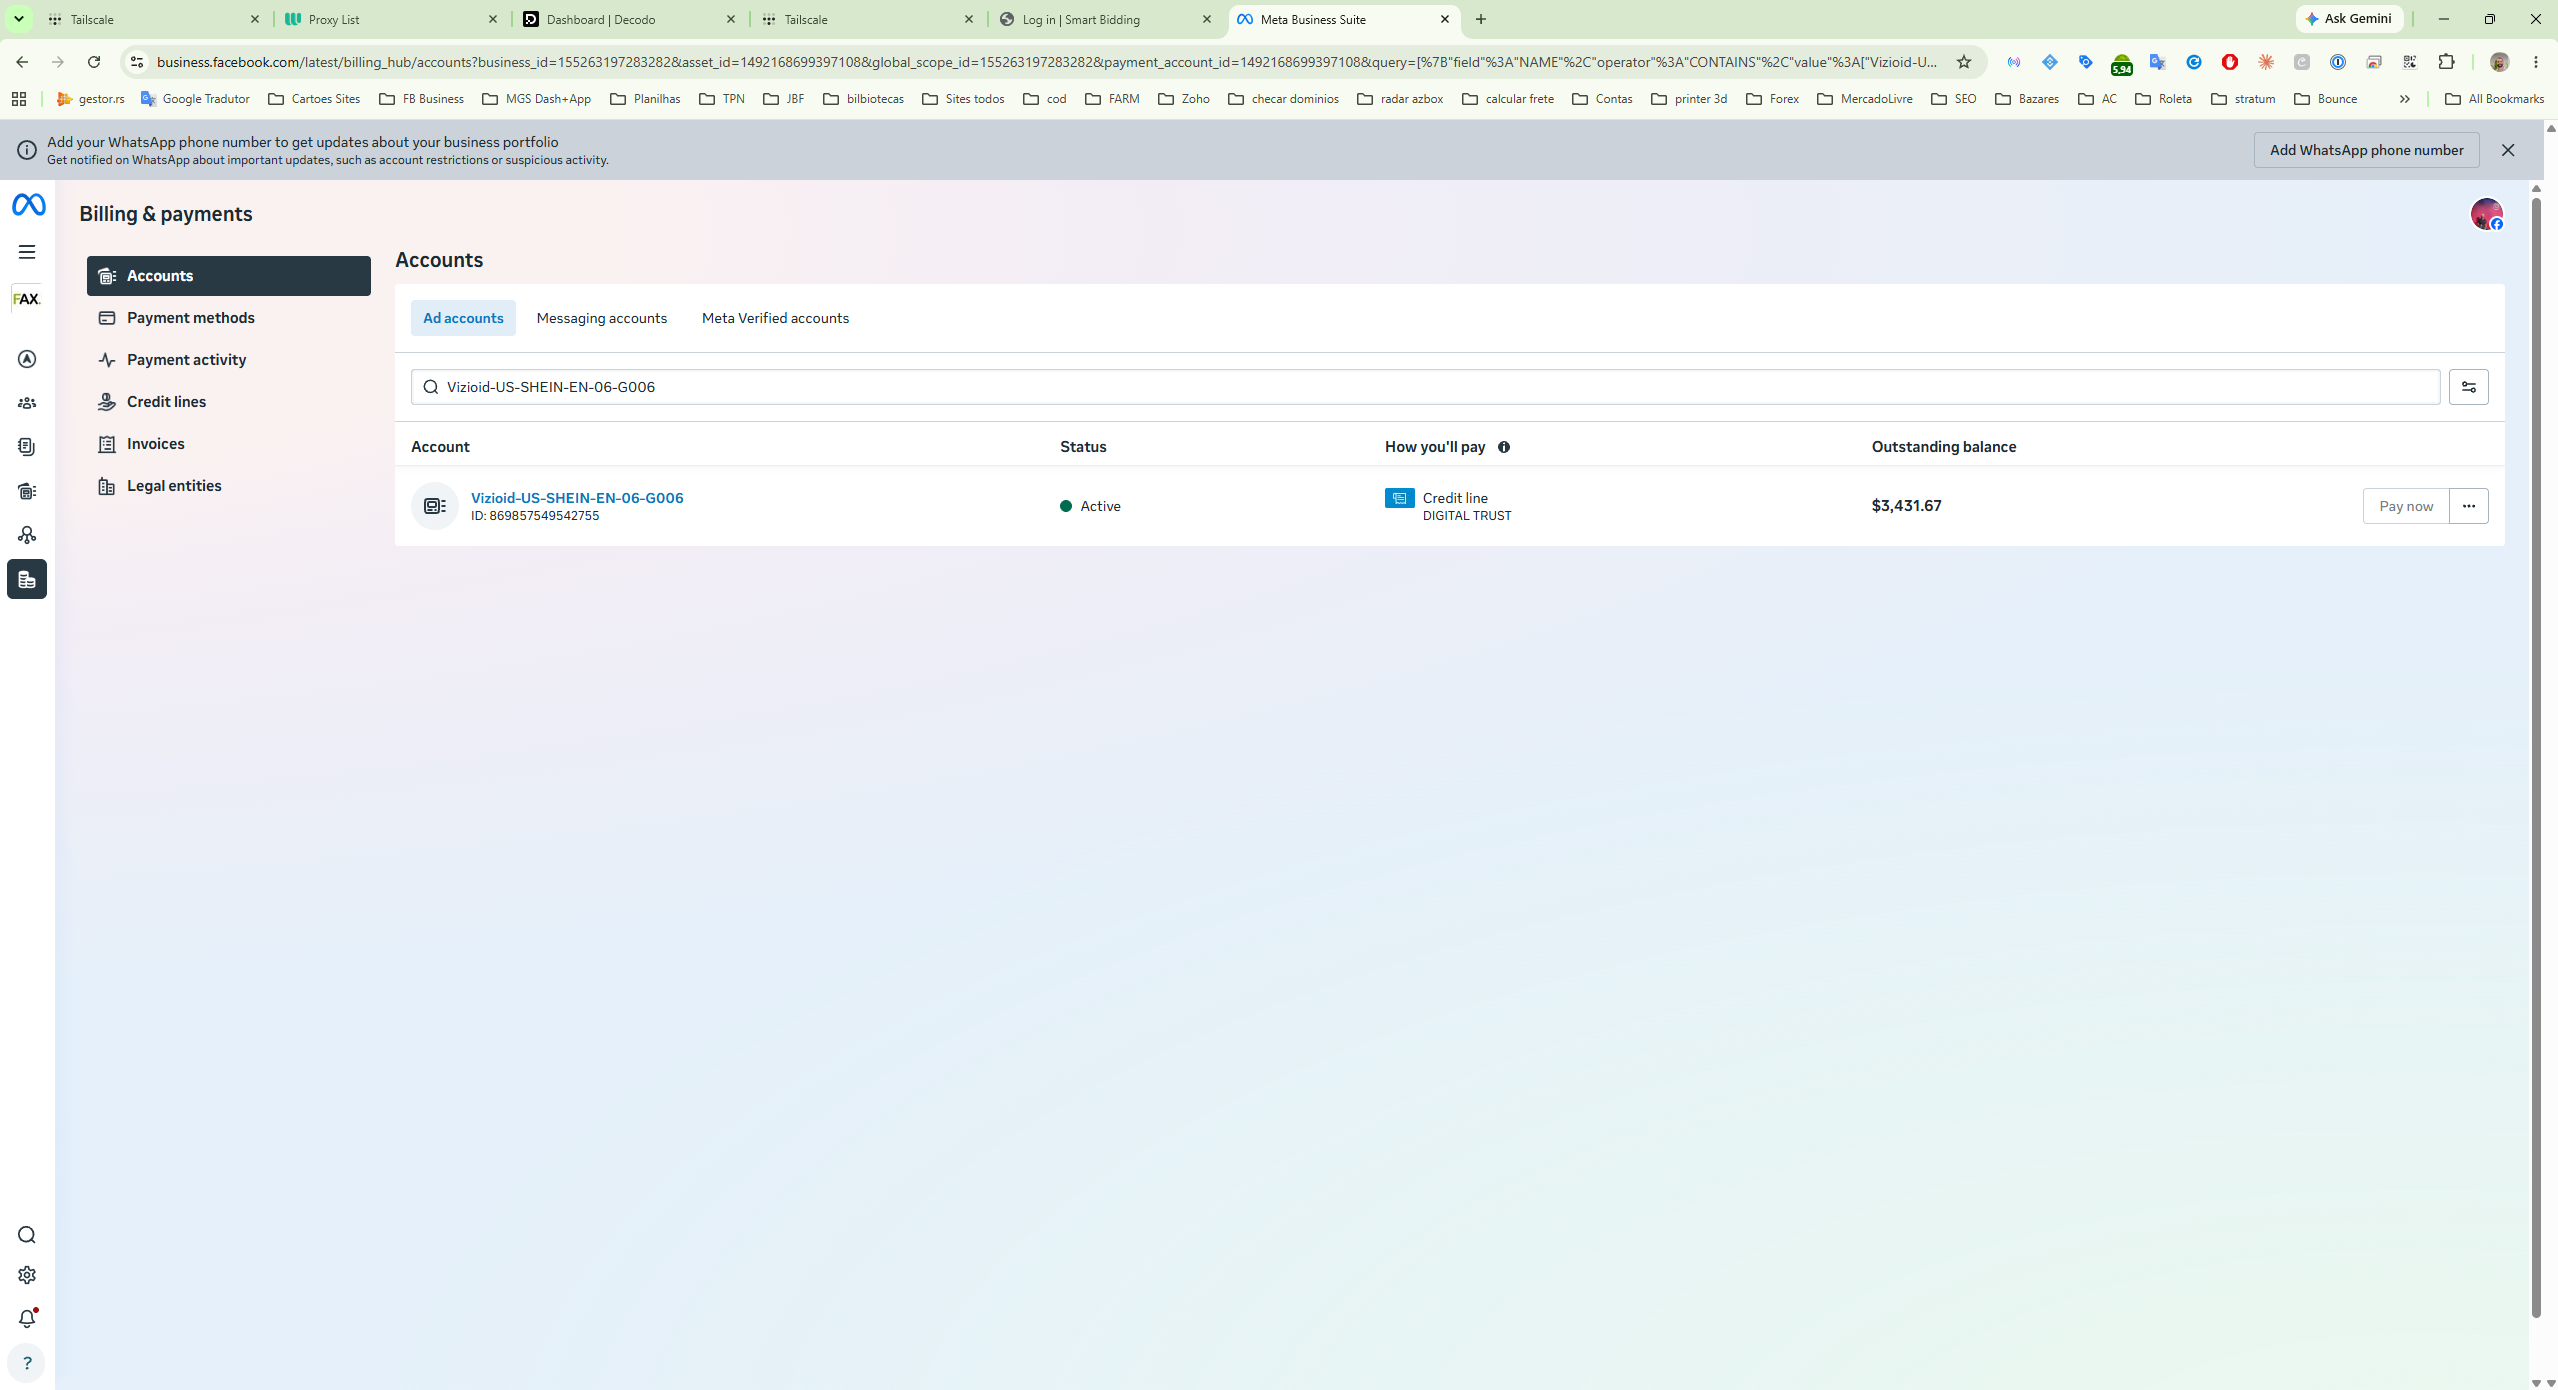 Tailscale
Proxy List
Dashboard | Decodo
Tailscale
Log in | Smart Bidding
Meta Business Suite
Ask Gemini
business.facebook.com/latest/billing_hub/accounts?business_id=155263197283282&asset_id=1492168699397108&global_scope_id=155263197283282&payment_account_id=1492168699397108&query=[%7B"field"%3A"NAME"%2C"operator"%3A"CONTAINS"%2C"value"%3A["Vizioid-U...
5,94
gestor.rs
Google Tradutor
Cartoes Sites
FB Business
MGS Dash+App
Planilhas
TPN
JBF
bilbiotecas
Sites todos
cod
FARM
Zoho
checar dominios
radar azbox
calcular frete
Contas
printer 3d
Forex
MercadoLivre
SEO
Bazares
AC
Roleta
stratum
Bounce
All Bookmarks
Add your WhatsApp phone number to get updates about your business portfolio
Get notified on WhatsApp about important updates, such as account restrictions or suspicious activity.
Add WhatsApp phone number
Billing & payments
FAX.
Accounts
Payment methods
Payment activity
Credit lines
Invoices
Legal entities
Accounts
Ad accounts
Messaging accounts
Meta Verified accounts
Vizioid-US-SHEIN-EN-06-G006
Account
Status
How you'll pay
Outstanding balance
Vizioid-US-SHEIN-EN-06-G006
ID: 869857549542755
Active
Credit line
DIGITAL TRUST
$3,431.67
Pay now